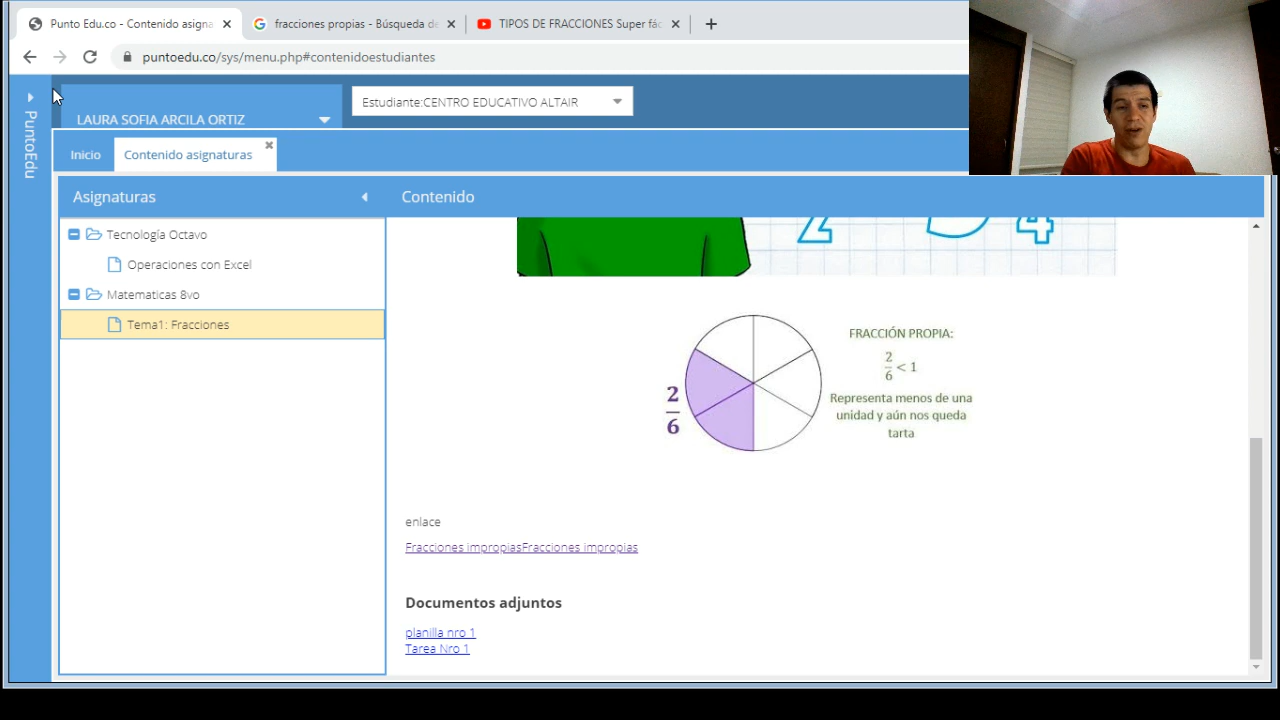 Punto Edu.co - Contenido asigna
fracciones propias - Búsqueda de
TIPOS DE FRACCIONES Super fác
puntoedu.co/sys/menu.php#contenidoestudiantes
PuntoEdu
LAURA SOFIA ARCILA ORTIZ
Estudiante:CENTRO EDUCATIVO ALTAIR
Inicio
Contenido asignaturas
Asignaturas
Tecnología Octavo
Operaciones con Excel
Matematicas 8vo
Tema1: Fracciones
Contenido
2
4
2
6
FRACCIÓN PROPIA:
2
6 < 1
Representa menos de una
unidad y aún nos queda
tarta
enlace
Fracciones impropiasFracciones impropias
Documentos adjuntos
planilla nro 1
Tarea Nro 1